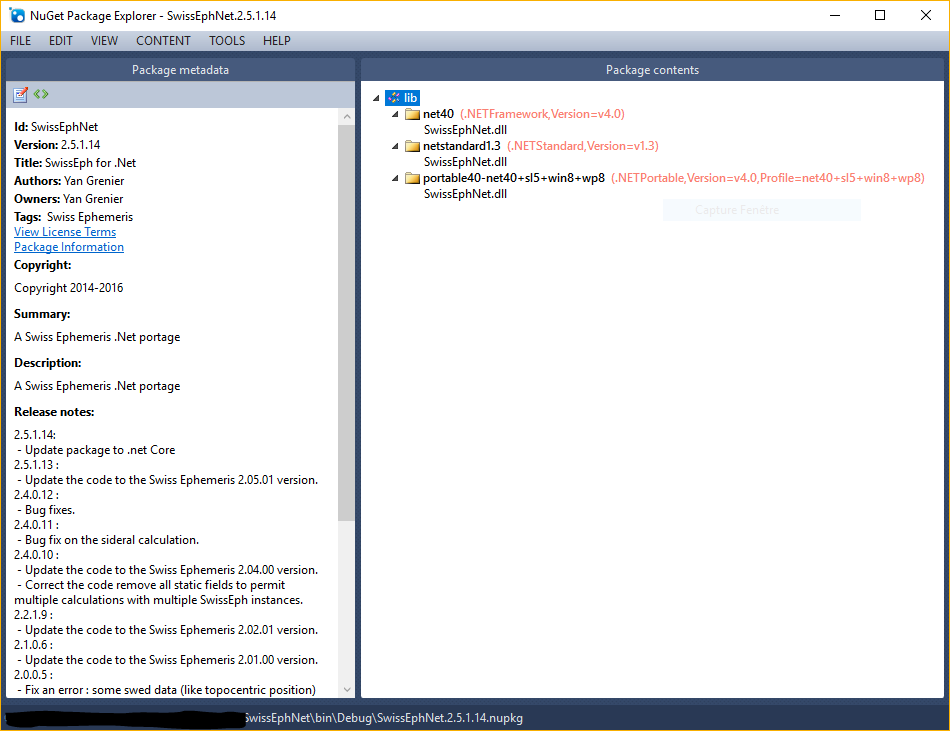 NuGet Package Explorer - SwissEphNet.2.5.1.14
FILE EDIT VIEW CONTENT TOOLS HELP
Package metadata
Id: SwissEphNet
Version: 2.5.1.14
Title: SwissEph for .Net
Authors: Yan Grenier
Owners: Yan Grenier
Tags: Swiss Ephemeris
View License Terms
Package Information
Copyright:
Copyright 2014-2016
Summary:
A Swiss Ephemeris .Net portage
Description:
A Swiss Ephemeris .Net portage
Release notes:
2.5.1.14:
- Update package to .net Core
2.5.1.13 :
- Update the code to the Swiss Ephemeris 2.05.01 version.
2.4.0.12 :
- Bug fixes.
2.4.0.11 :
- Bug fix on the sideral calculation.
2.4.0.10 :
- Update the code to the Swiss Ephemeris 2.04.00 version.
- Correct the code remove all static fields to permit
multiple calculations with multiple SwissEph instances.
2.2.1.9 :
- Update the code to the Swiss Ephemeris 2.02.01 version.
2.1.0.6 :
- Update the code to the Swiss Ephemeris 2.01.00 version.
2.0.0.5 :
- Fix an error : some swed data (like topocentric position)
Package contents
lib
net40 (.NETFramework,Version=v4.0)
SwissEphNet.dll
netstandard1.3 (.NETStandard,Version=v1.3)
SwissEphNet.dll
portable40-net40+sl5+win8+wp8 (.NETPortable,Version=v4.0,Profile=net40+sl5+win8+wp8)
SwissEphNet.dll
Capture Fenêtre
SwissEphNet\bin\Debug\SwissEphNet.2.5.1.14.nupkg